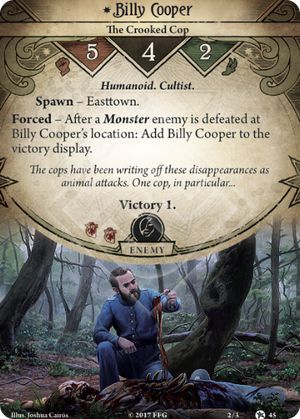 Billy Cooper
The Crooked Cop
5 4 2
Humanoid. Cultist.
Spawn – Easttown.
Forced – After a Monster enemy is defeated at
Billy Cooper's location: Add Billy Cooper to the
victory display.
The cops have been writing off these disappearances as
animal attacks. One cop, in particular...
Victory 1.
ENEMY
Illus. Joshua Cairós
© 2017 FFG
2/3
45